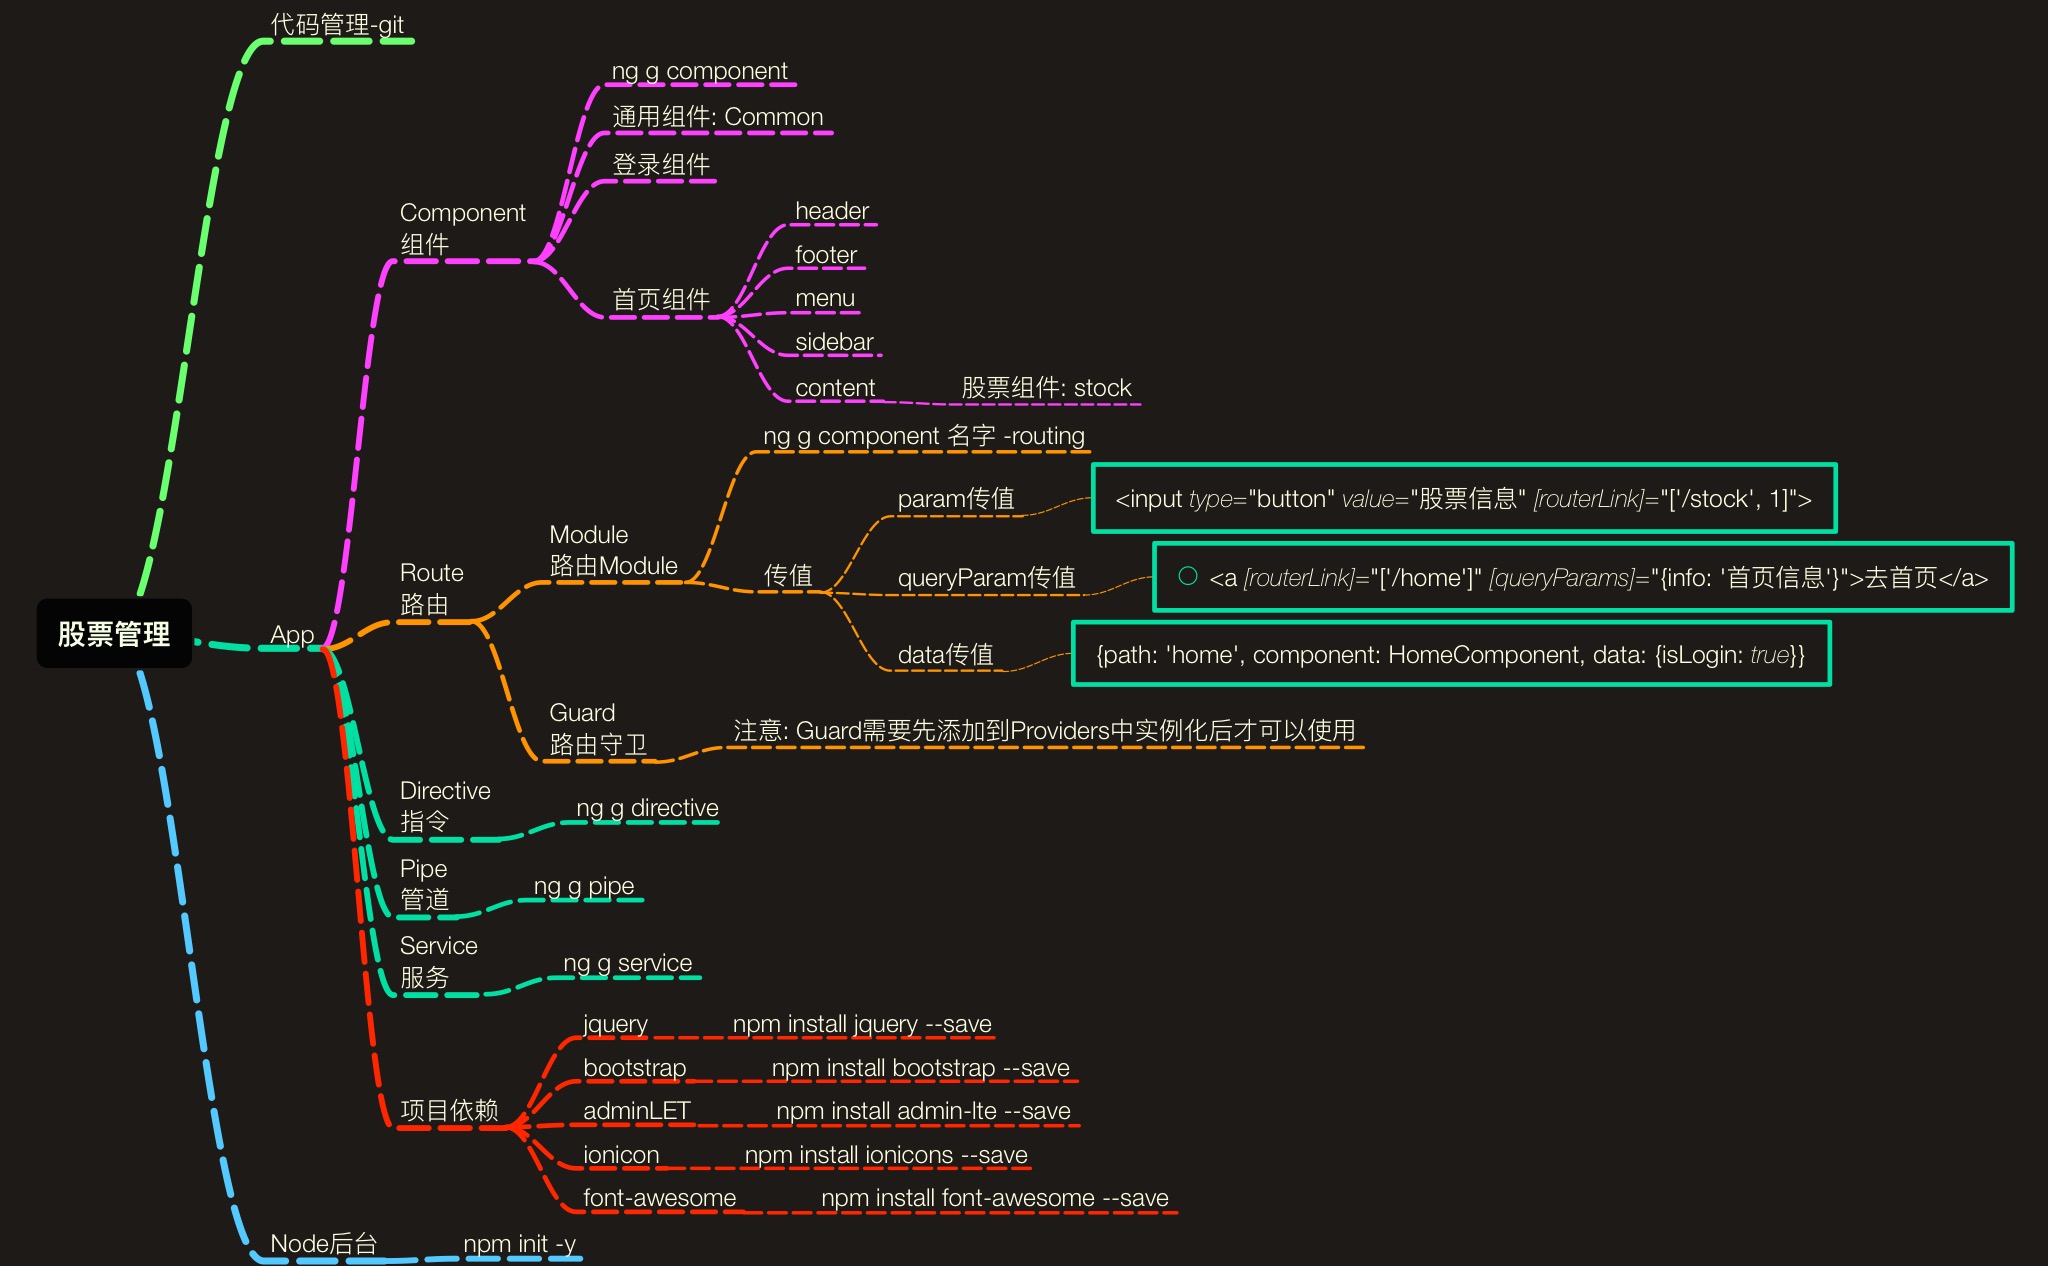 代码管理-git
ng g component
通用组件: Common
登录组件
Component
组件
header
footer
menu
首页组件
sidebar
content
股票组件: stock
ng g component 名字 -routing
param传值
<input type="button" value="股票信息" [routerLink]="['/stock', 1]">
Module
路由Module
传值
queryParam传值
<a [routerLink]="['/home']" [queryParams]="{info: '首页信息'}">去首页</a>
Route
路由
股票管理
App
data传值
{path: 'home', component: HomeComponent, data: {isLogin: true}}
Guard
路由守卫
注意: Guard需要先添加到Providers中实例化后才可以使用
Directive
指令
ng g directive
Pipe
管道
ng g pipe
Service
服务
ng g service
jquery
npm install jquery --save
bootstrap
npm install bootstrap --save
项目依赖
adminLET
npm install admin-lte --save
ionicon
npm install ionicons --save
font-awesome
npm install font-awesome --save
Node后台
npm init -y